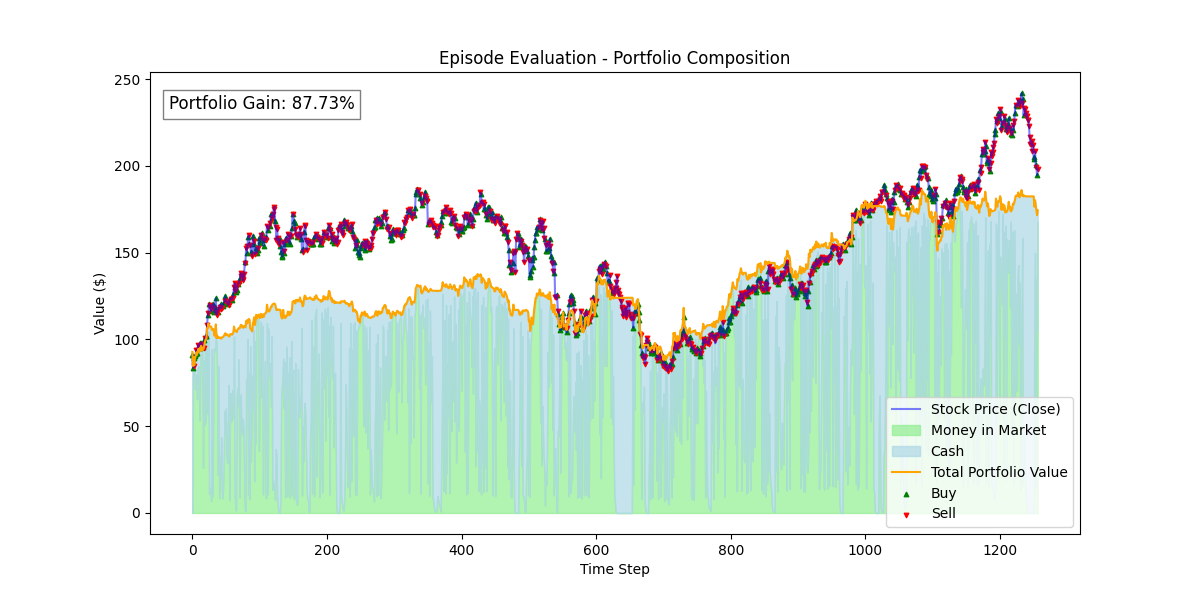 Episode Evaluation - Portfolio Composition
Portfolio Gain: 87.73%
Value ($)
250
200
150
100
50
0
0 200 400 600 800 1000 1200
Time Step
Stock Price (Close)
Money in Market
Cash
Total Portfolio Value
Buy
Sell